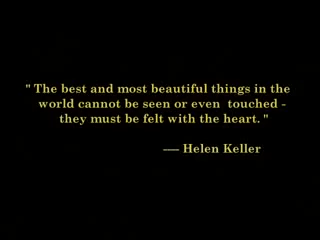 " The best and most beautiful things in the
world cannot be seen or even touched -
they must be felt with the heart. "
---- Helen Keller